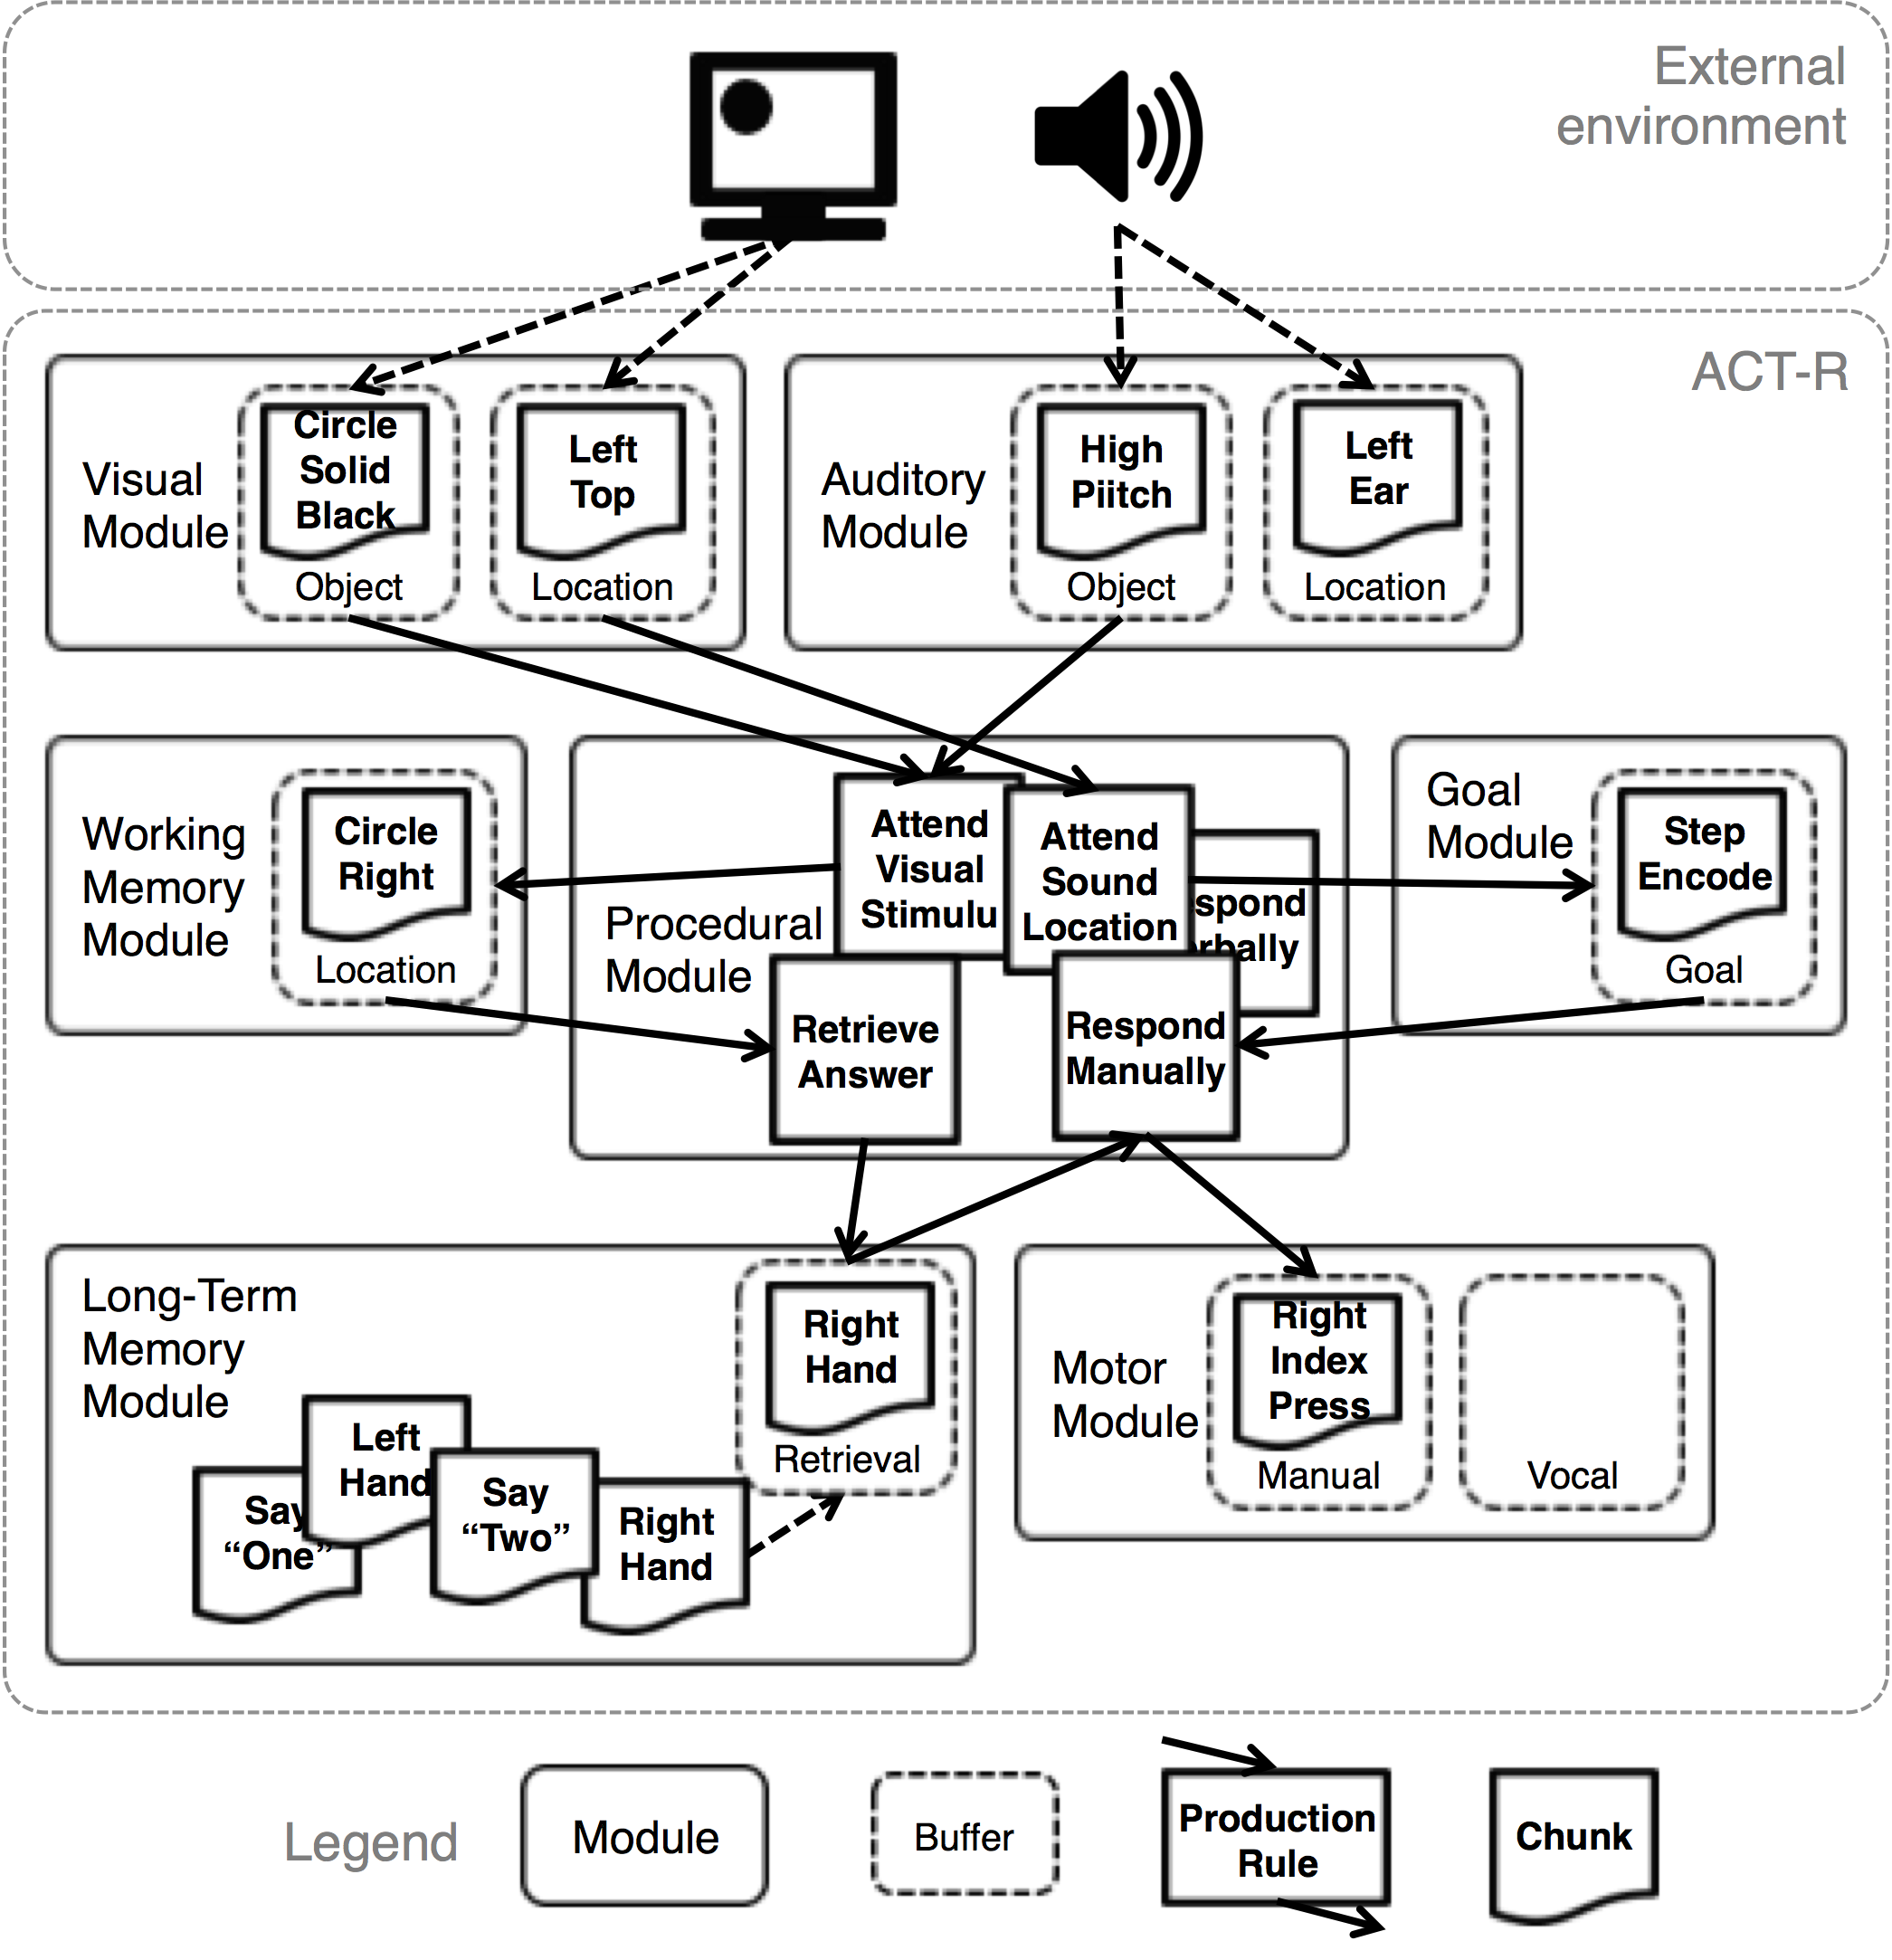 External
environment
ACT-R
Visual
Module
Circle
Solid
Black
Object
Left
Top
Location
Auditory
Module
High
Piitch
Object
Left
Ear
Location
Working
Memory
Module
Circle
Right
Location
Procedural
Module
Attend
Visual
Stimulu
Attend
Sound
Location
spond
rbally
Retrieve
Answer
Respond
Manually
Goal
Module
Step
Encode
Goal
Long-Term
Memory
Module
Say
“One”
Left
Hand
Say
“Two”
Right
Hand
Right
Hand
Retrieval
Motor
Module
Right
Index
Press
Manual
Vocal
Legend
Module
Buffer
Production
Rule
Chunk